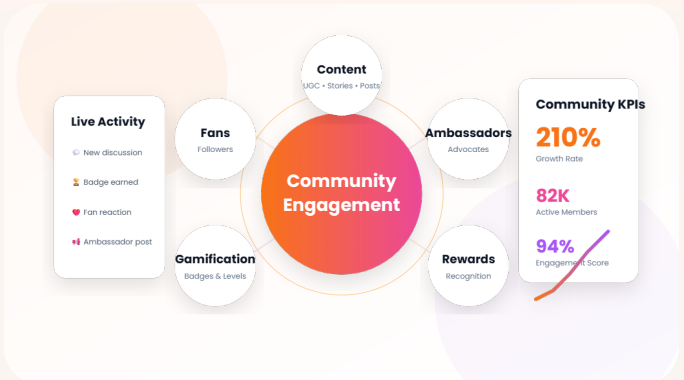 Content
UGC • Stories • Posts
Live Activity
New discussion
Badge earned
Fan reaction
Ambassador post
Fans
Followers
Gamification
Badges & Levels
Community
Engagement
Ambassadors
Advocates
Rewards
Recognition
Community KPIs
210%
Growth Rate
82K
Active Members
94%
Engagement Score